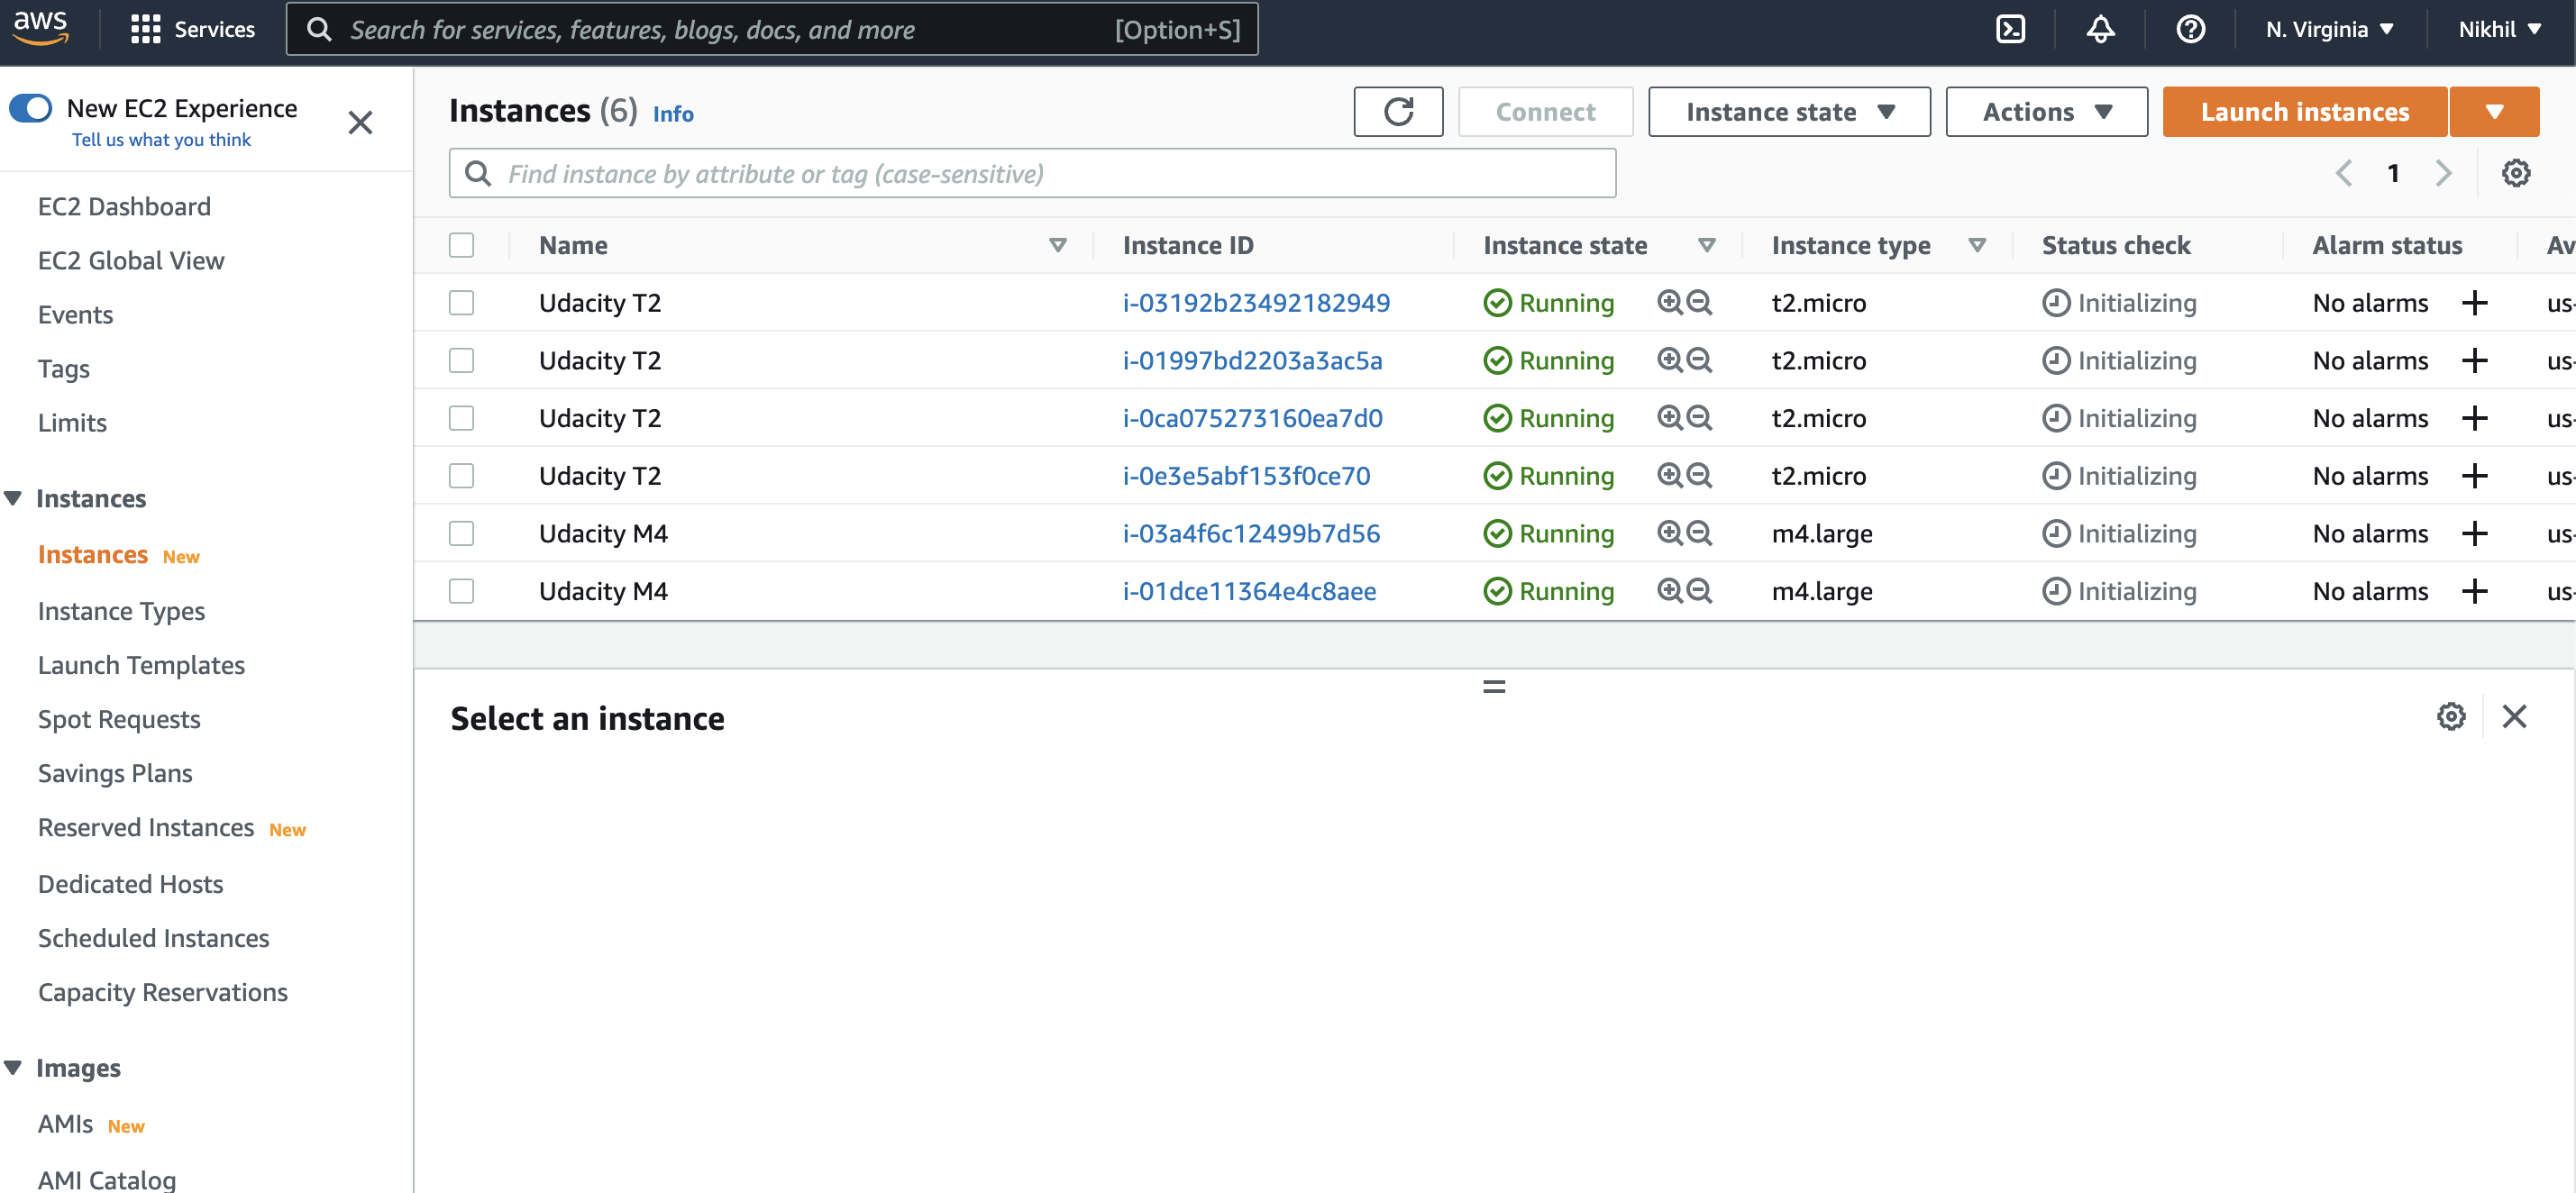 aws Services Search for services, features, blogs, docs, and more [Option+S] N. Virginia Nikhil
New EC2 Experience
Tell us what you think
EC2 Dashboard
EC2 Global View
Events
Tags
Limits
Instances
Instances New
Instance Types
Launch Templates
Spot Requests
Savings Plans
Reserved Instances New
Dedicated Hosts
Scheduled Instances
Capacity Reservations
Images
AMIs New
AMI Catalog
Instances (6) Info Connect Instance state Actions Launch instances
Find instance by attribute or tag (case-sensitive) 1
Name Instance ID Instance state Instance type Status check Alarm status Av
Udacity T2 i-03192b23492182949 Running t2.micro Initializing No alarms us-
Udacity T2 i-01997bd2203a3ac5a Running t2.micro Initializing No alarms us-
Udacity T2 i-0ca075273160ea7d0 Running t2.micro Initializing No alarms us-
Udacity T2 i-0e3e5abf153f0ce70 Running t2.micro Initializing No alarms us-
Udacity M4 i-03a4f6c12499b7d56 Running m4.large Initializing No alarms us-
Udacity M4 i-01dce11364e4c8aee Running m4.large Initializing No alarms us-
Select an instance